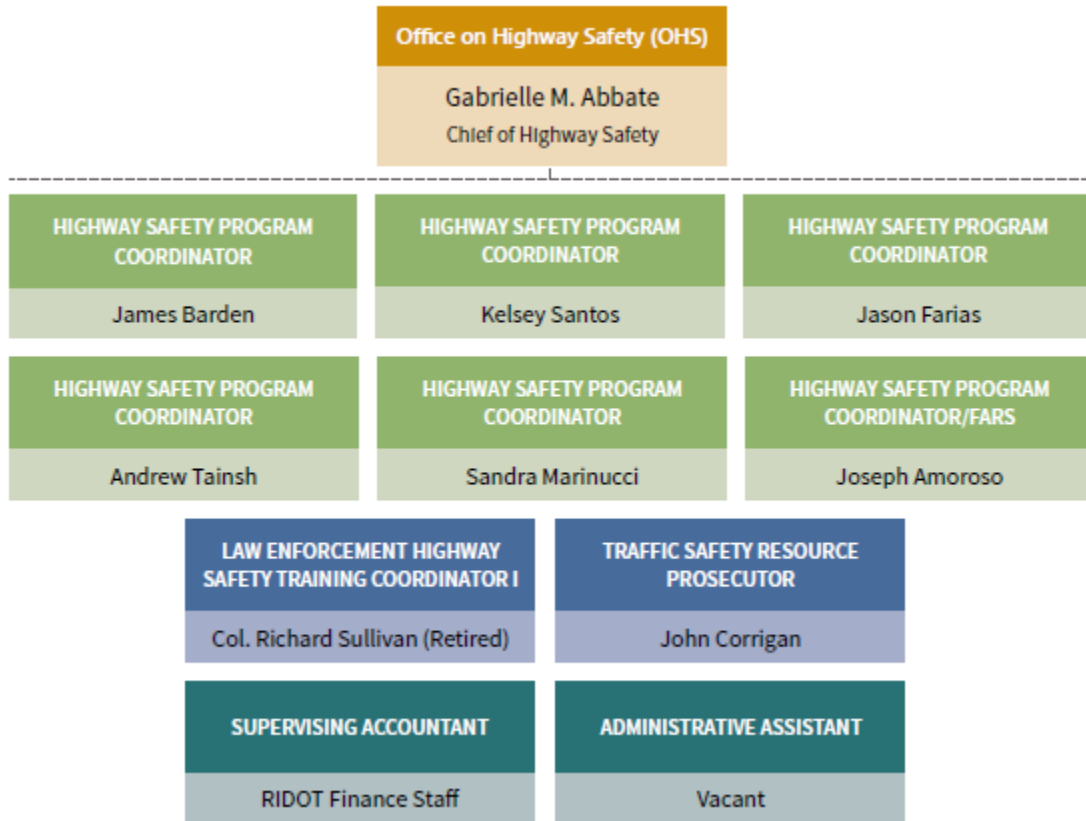 Office on Highway Safety (OHS)
Gabrielle M. Abbate
Chief of Highway Safety
HIGHWAY SAFETY PROGRAM
COORDINATOR
James Barden
HIGHWAY SAFETY PROGRAM
COORDINATOR
Kelsey Santos
HIGHWAY SAFETY PROGRAM
COORDINATOR
Jason Farias
HIGHWAY SAFETY PROGRAM
COORDINATOR
Andrew Tainsh
HIGHWAY SAFETY PROGRAM
COORDINATOR
Sandra Marinucci
HIGHWAY SAFETY PROGRAM
COORDINATOR/FARS
Joseph Amoroso
LAW ENFORCEMENT HIGHWAY
SAFETY TRAINING COORDINATOR I
Col. Richard Sullivan (Retired)
TRAFFIC SAFETY RESOURCE
PROSECUTOR
John Corrigan
SUPERVISING ACCOUNTANT
RIDOT Finance Staff
ADMINISTRATIVE ASSISTANT
Vacant